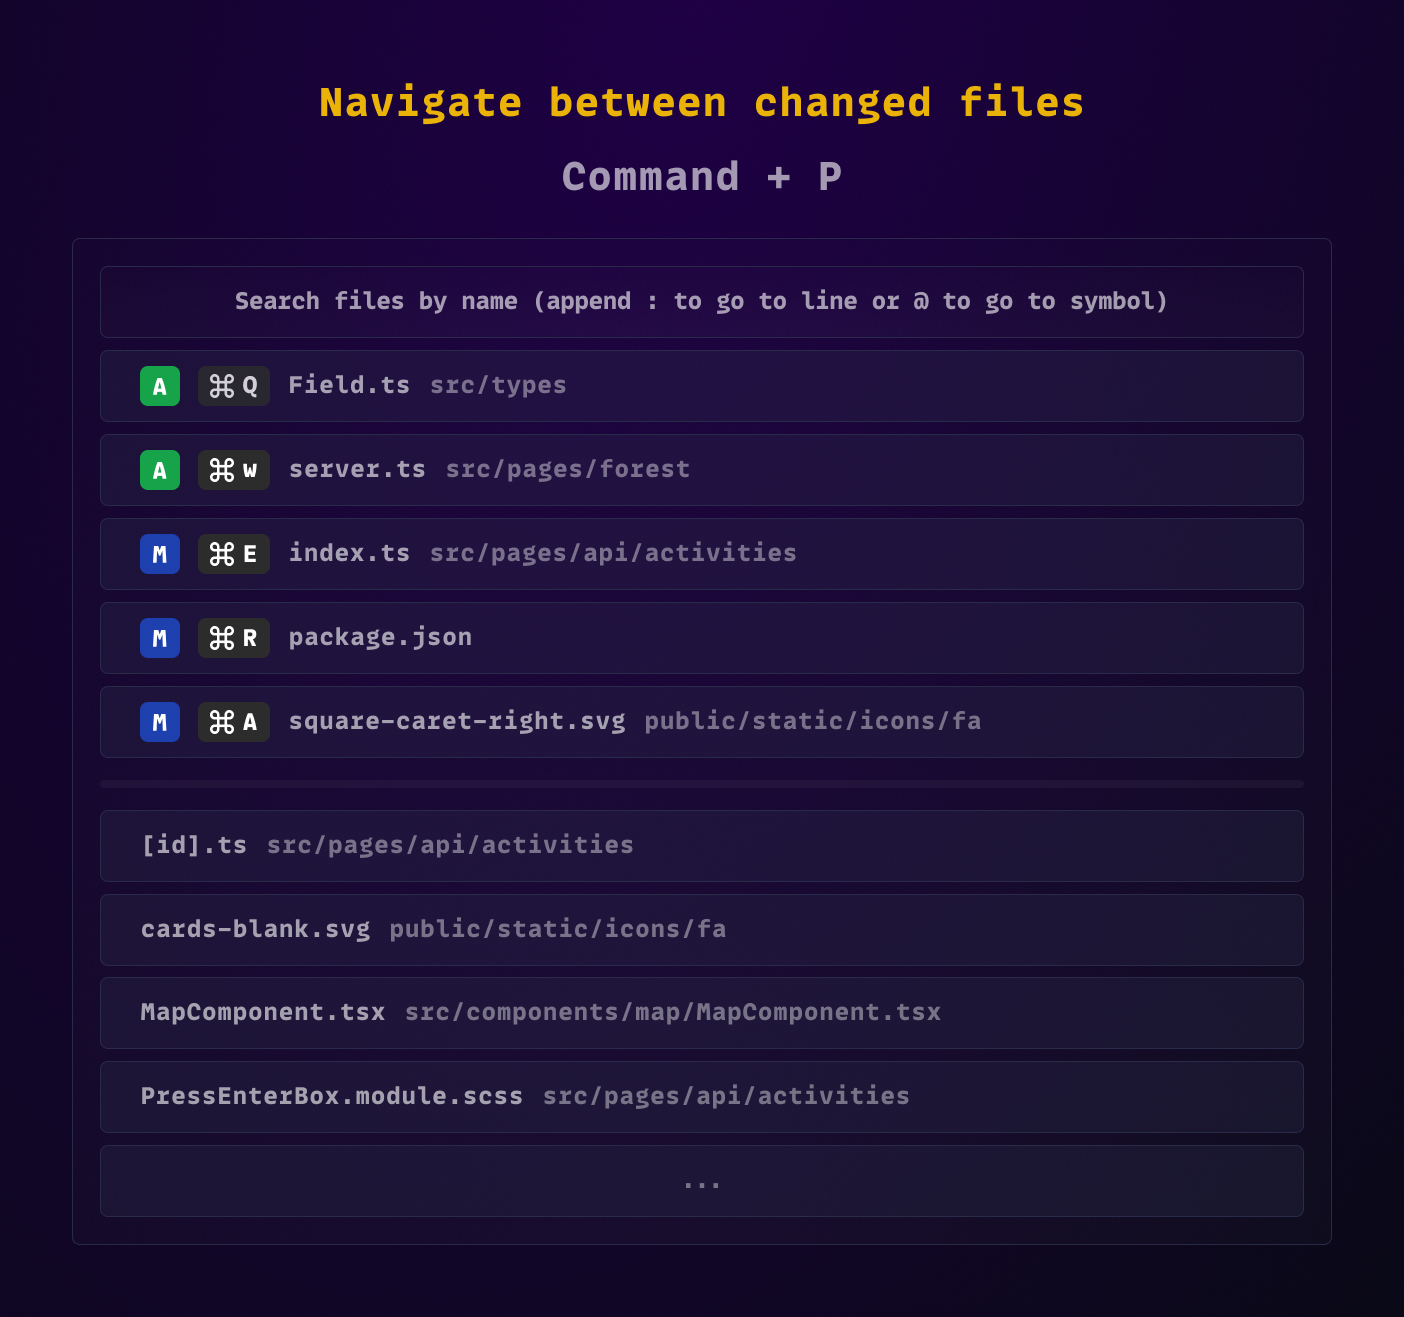 Navigate between changed files
Command + P
Search files by name (append : to go to line or @ to go to symbol)
A ⌘ Q Field.ts src/types
A ⌘ W server.ts src/pages/forest
M ⌘ E index.ts src/pages/api/activities
M ⌘ R package.json
M ⌘ A square-caret-right.svg public/static/icons/fa
[id].ts src/pages/api/activities
cards-blank.svg public/static/icons/fa
MapComponent.tsx src/components/map/MapComponent.tsx
PressEnterBox.module.scss src/pages/api/activities
...